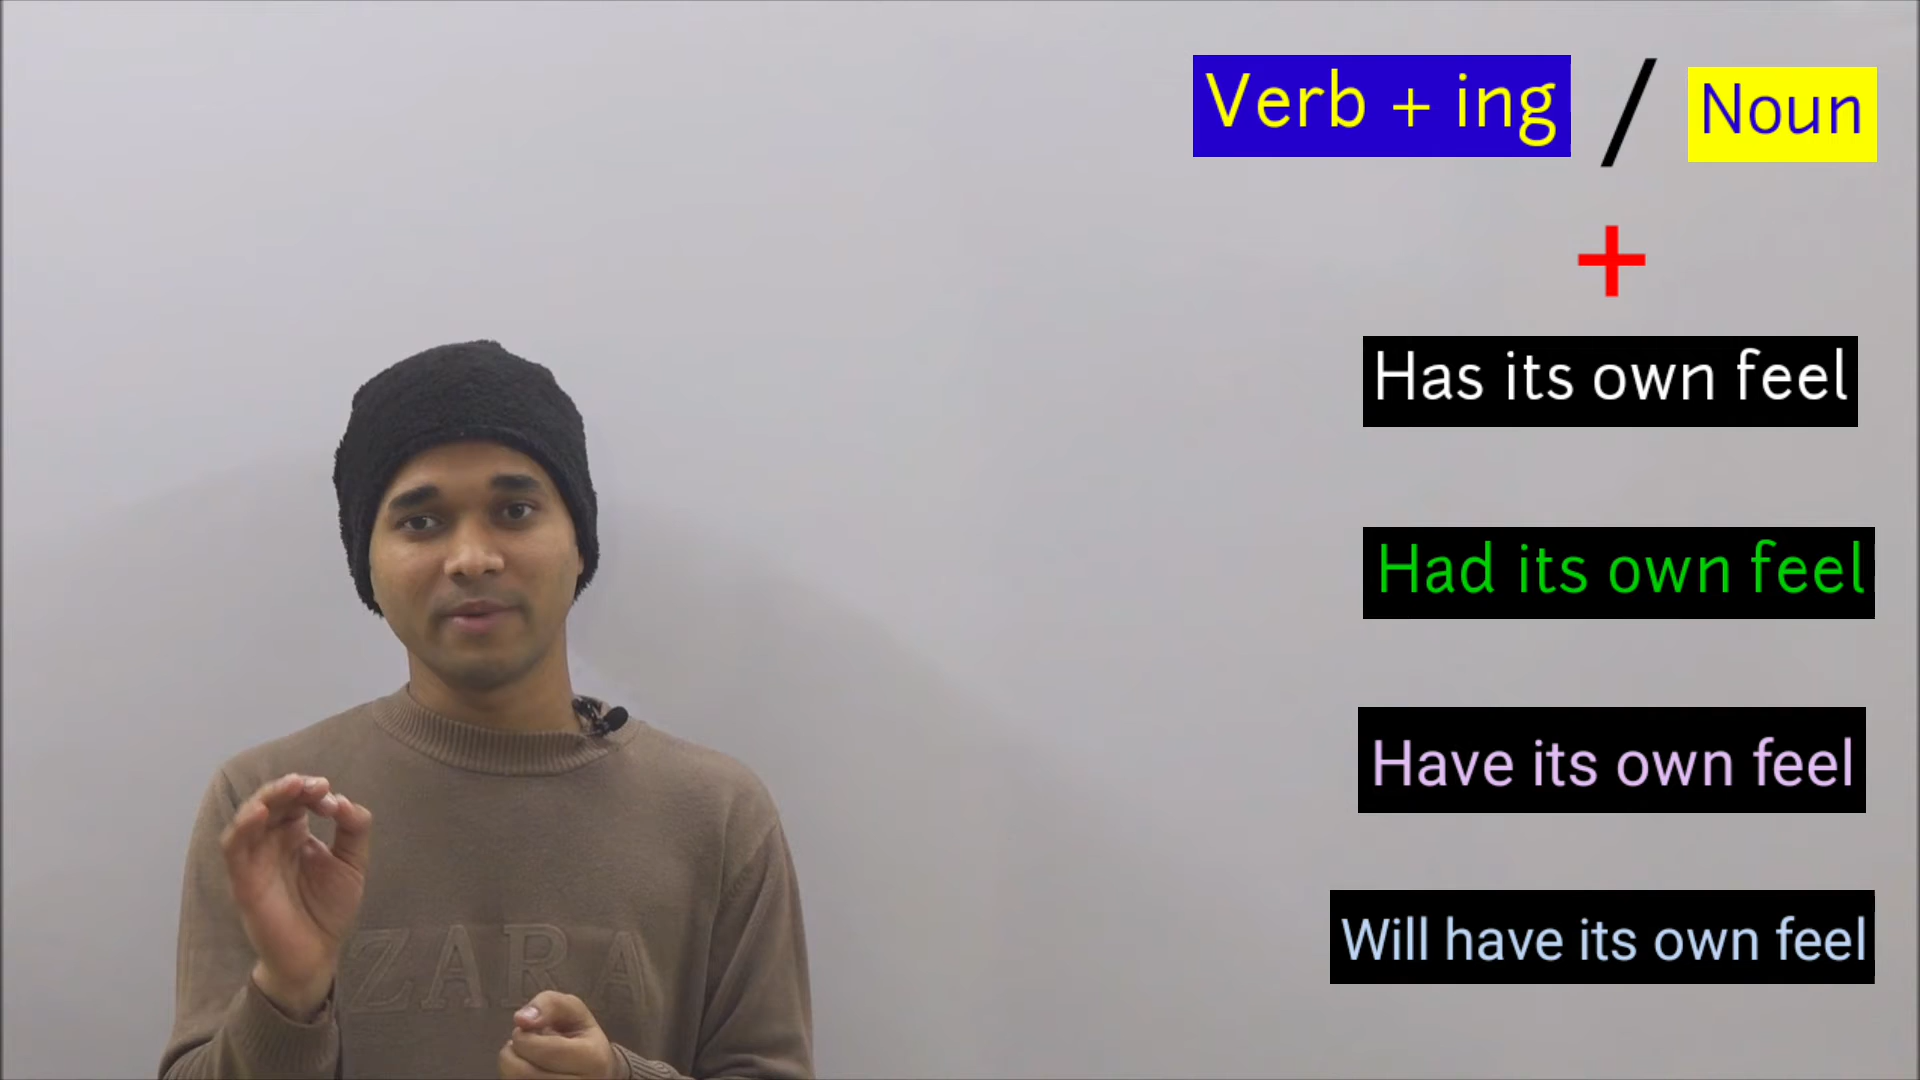 Verb + ing / Noun
+
Has its own feel
Had its own feel
Have its own feel
Will have its own feel
ZARA